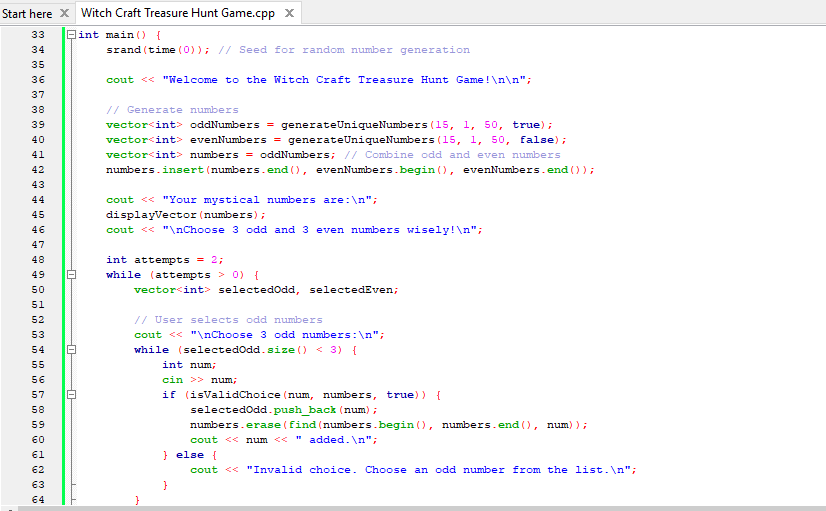 Start here X Witch Craft Treasure Hunt Game.cpp X
33 int main() {
34 srand(time(0)); // Seed for random number generation
35
36 cout << "Welcome to the Witch Craft Treasure Hunt Game!\n\n";
37
38 // Generate numbers
39 vector<int> oddNumbers = generateUniqueNumbers(15, 1, 50, true);
40 vector<int> evenNumbers = generateUniqueNumbers(15, 1, 50, false);
41 vector<int> numbers = oddNumbers; // Combine odd and even numbers
42 numbers.insert(numbers.end(), evenNumbers.begin(), evenNumbers.end());
43
44 cout << "Your mystical numbers are:\n";
45 displayVector(numbers);
46 cout << "\nChoose 3 odd and 3 even numbers wisely!\n";
47
48 int attempts = 2;
49 while (attempts > 0) {
50 vector<int> selectedOdd, selectedEven;
51
52 // User selects odd numbers
53 cout << "\nChoose 3 odd numbers:\n";
54 while (selectedOdd.size() < 3) {
55 int num;
56 cin >> num;
57 if (isValidChoice(num, numbers, true)) {
58 selectedOdd.push_back(num);
59 numbers.erase(find(numbers.begin(), numbers.end(), num));
60 cout << num << " added.\n";
61 } else {
62 cout << "Invalid choice. Choose an odd number from the list.\n";
63 }
64 }